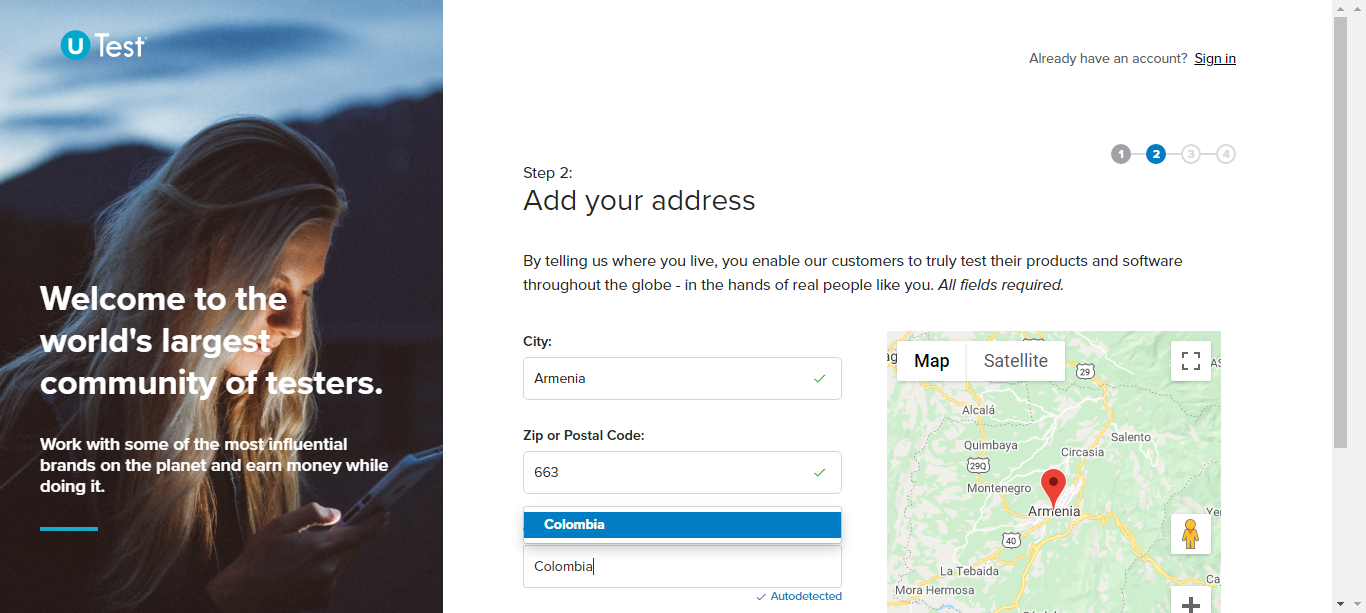 U Test
Already have an account? Sign in
1 2 3 4
Step 2:
Add your address
Welcome to the
world's largest
community of testers.
Work with some of the most influential
brands on the planet and earn money while
doing it.
By telling us where you live, you enable our customers to truly test their products and software
throughout the globe - in the hands of real people like you. All fields required.
City:
Armenia
Zip or Postal Code:
663
Colombia
Colombia
Autodetected
Map
Satellite
29
Alcalá
Salento
Quimbaya
Circasia
29Q
Montenegro
Armenia
40
La Tebaida
Mora Hermosa